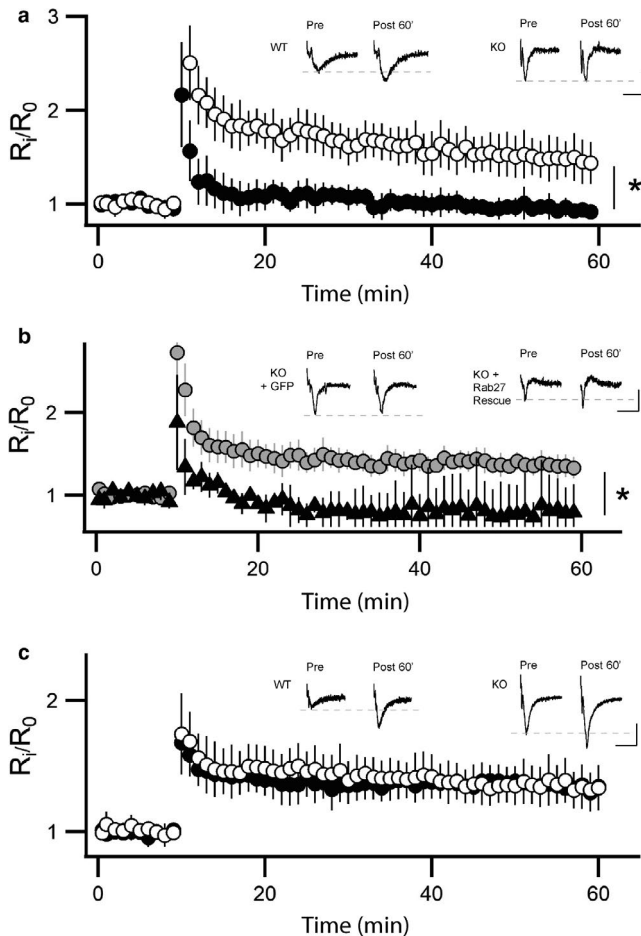 a
3
2
1
Rᵢ/R₀
WT
Pre
Post 60'
KO
Pre
Post 60'
*
0
20
40
60
Time (min)
b
2
1
Rᵢ/R₀
KO
+ GFP
Pre
Post 60'
KO +
Rab27
Rescue
Pre
Post 60'
*
0
20
40
60
Time (min)
c
2
1
Rᵢ/R₀
WT
Pre
Post 60'
KO
Pre
Post 60'
0
20
40
60
Time (min)